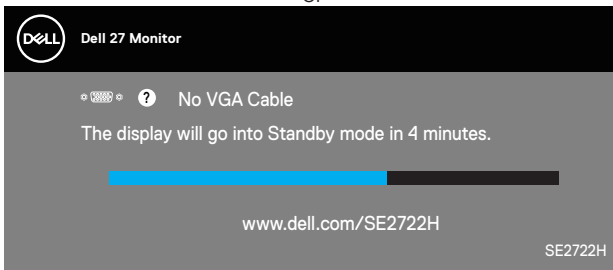 DELL
Dell 27 Monitor
? No VGA Cable
The display will go into Standby mode in 4 minutes.
www.dell.com/SE2722H
SE2722H